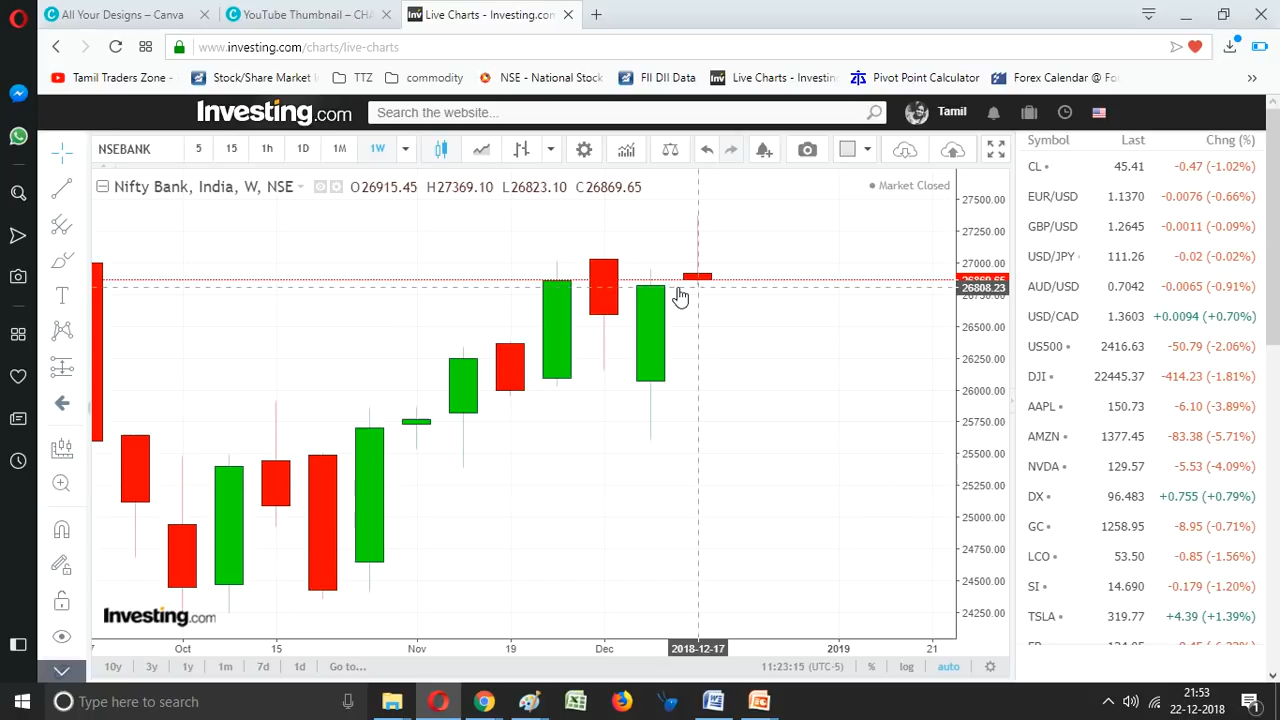 All Your Designs - Canva
YouTube Thumbnail – CHA
Live Charts - Investing.com
www.investing.com/charts/live-charts
Tamil Traders Zone -
Stock/Share Market
TTZ
commodity
NSE - National Stock
FII DII Data
Live Charts - Investin
Pivot Point Calculator
Forex Calendar @ Fo
Investing.com
Search the website...
Tamil
NSEBANK
5
15
1h
1D
1M
1W
Nifty Bank, India, W, NSE
O26915.45 H27369.10 L26823.10 C26869.65
Market Closed
27500.00
27250.00
27000.00
26869.65
26808.23
26750.00
26500.00
26250.00
26000.00
25750.00
25500.00
25250.00
25000.00
24750.00
24500.00
24250.00
Investing.com
Oct
15
Nov
19
Dec
2018-12-17
2019
21
10y
3y
1y
1m
7d
1d
Go to...
11:23:15 (UTC-5)
%
log
auto
Symbol Last Chng (%)
CL 45.41 -0.47 (-1.02%)
EUR/USD 1.1370 -0.0076 (-0.66%)
GBP/USD 1.2645 -0.0011 (-0.09%)
USD/JPY 111.26 -0.02 (-0.02%)
AUD/USD 0.7042 -0.0065 (-0.91%)
USD/CAD 1.3603 +0.0094 (+0.70%)
US500 2416.63 -50.79 (-2.06%)
DJI 22445.37 -414.23 (-1.81%)
AAPL 150.73 -6.10 (-3.89%)
AMZN 1377.45 -83.38 (-5.71%)
NVDA 129.57 -5.53 (-4.09%)
DX 96.483 +0.755 (+0.79%)
GC 1258.95 -8.95 (-0.71%)
LCO 53.50 -0.85 (-1.56%)
SI 14.690 -0.179 (-1.20%)
TSLA 319.77 +4.39 (+1.39%)
Type here to search
21:53
22-12-2018